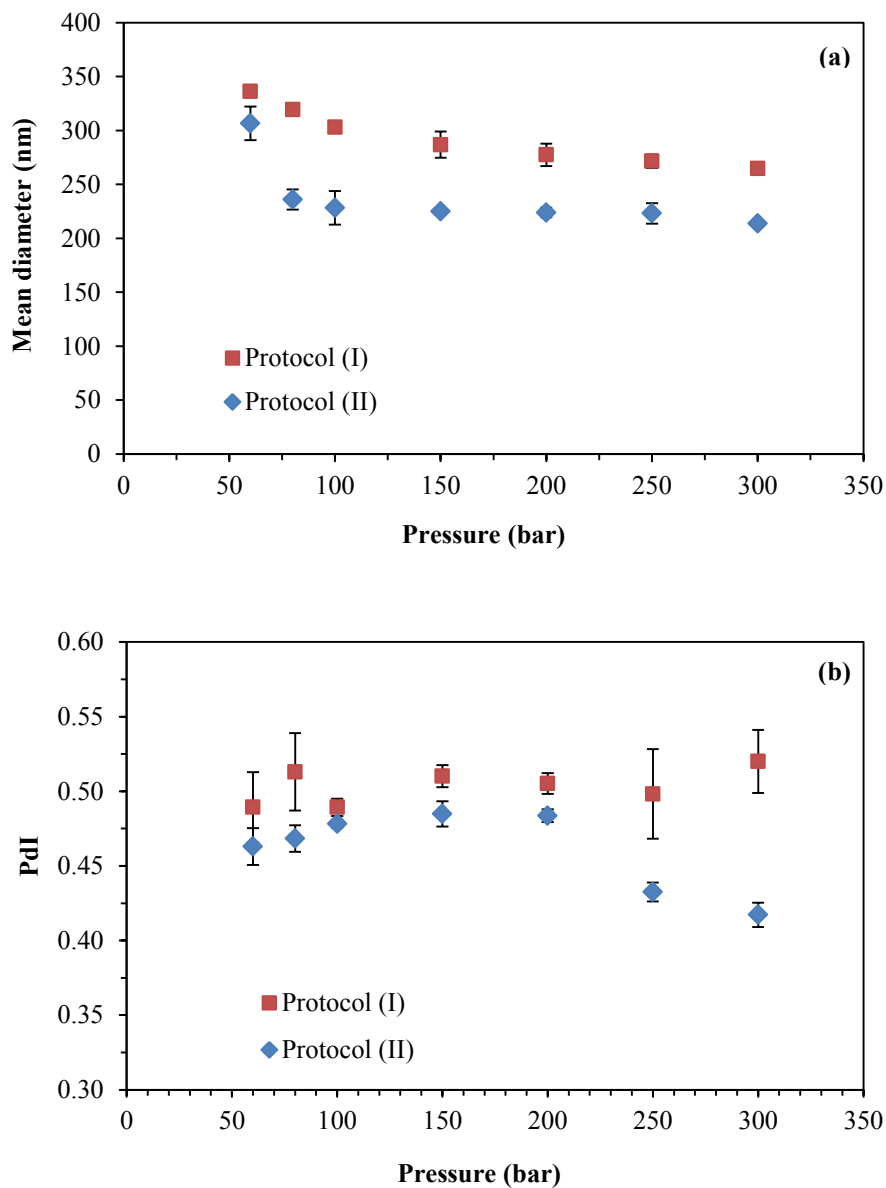 (a)
400
350
300
250
200
150
100
50
0
Mean diameter (nm)
Protocol (I)
Protocol (II)
0 50 100 150 200 250 300 350
Pressure (bar)
(b)
0.60
0.55
0.50
0.45
0.40
0.35
0.30
PdI
Protocol (I)
Protocol (II)
0 50 100 150 200 250 300 350
Pressure (bar)